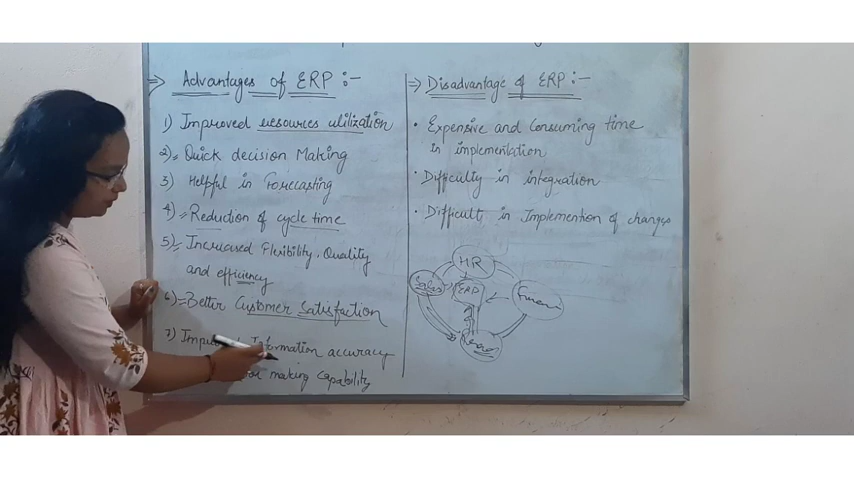 ⇒ Advantages of ERP :-
1) Improved Resources utilization
2) Quick decision Making
3) Helpful in Forecasting
4) Reduction of cycle time
5) Increased Flexibility, Quality
and efficiency
6) Better Customer Satisfaction
7) Information accuracy
making Capability
⇒ Disadvantage of ERP :-
• Expensive and Consuming time
in implementation
• Difficulty in integration
• Difficult in Implemention of changes
HR
Sales
ERP